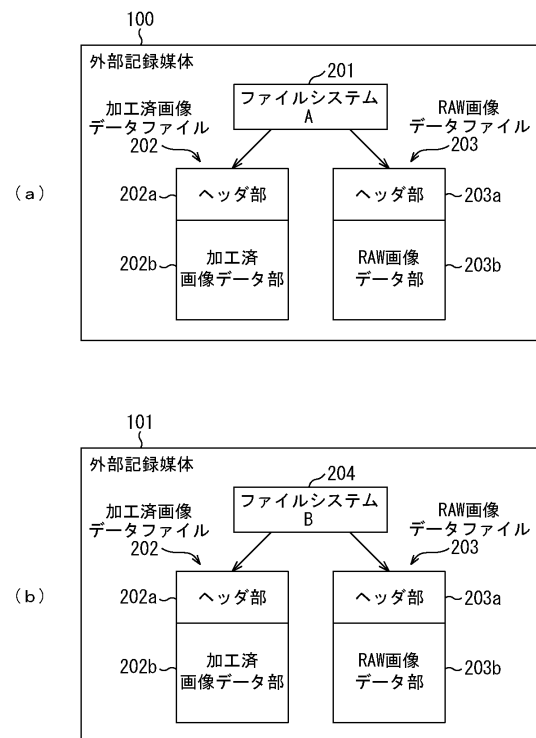 100
外部記録媒体
201
ファイルシステム
A
加工済画像
データファイル
202
RAW画像
データファイル
203
(a)
202a
ヘッダ部
ヘッダ部
203a
202b
加工済
画像データ部
RAW画像
データ部
203b
101
外部記録媒体
204
ファイルシステム
B
加工済画像
データファイル
202
RAW画像
データファイル
203
(b)
202a
ヘッダ部
ヘッダ部
203a
202b
加工済
画像データ部
RAW画像
データ部
203b